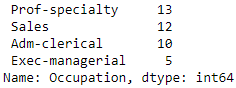 Prof-specialty 13
Sales 12
Adm-clerical 10
Exec-managerial 5
Name: Occupation, dtype: int64